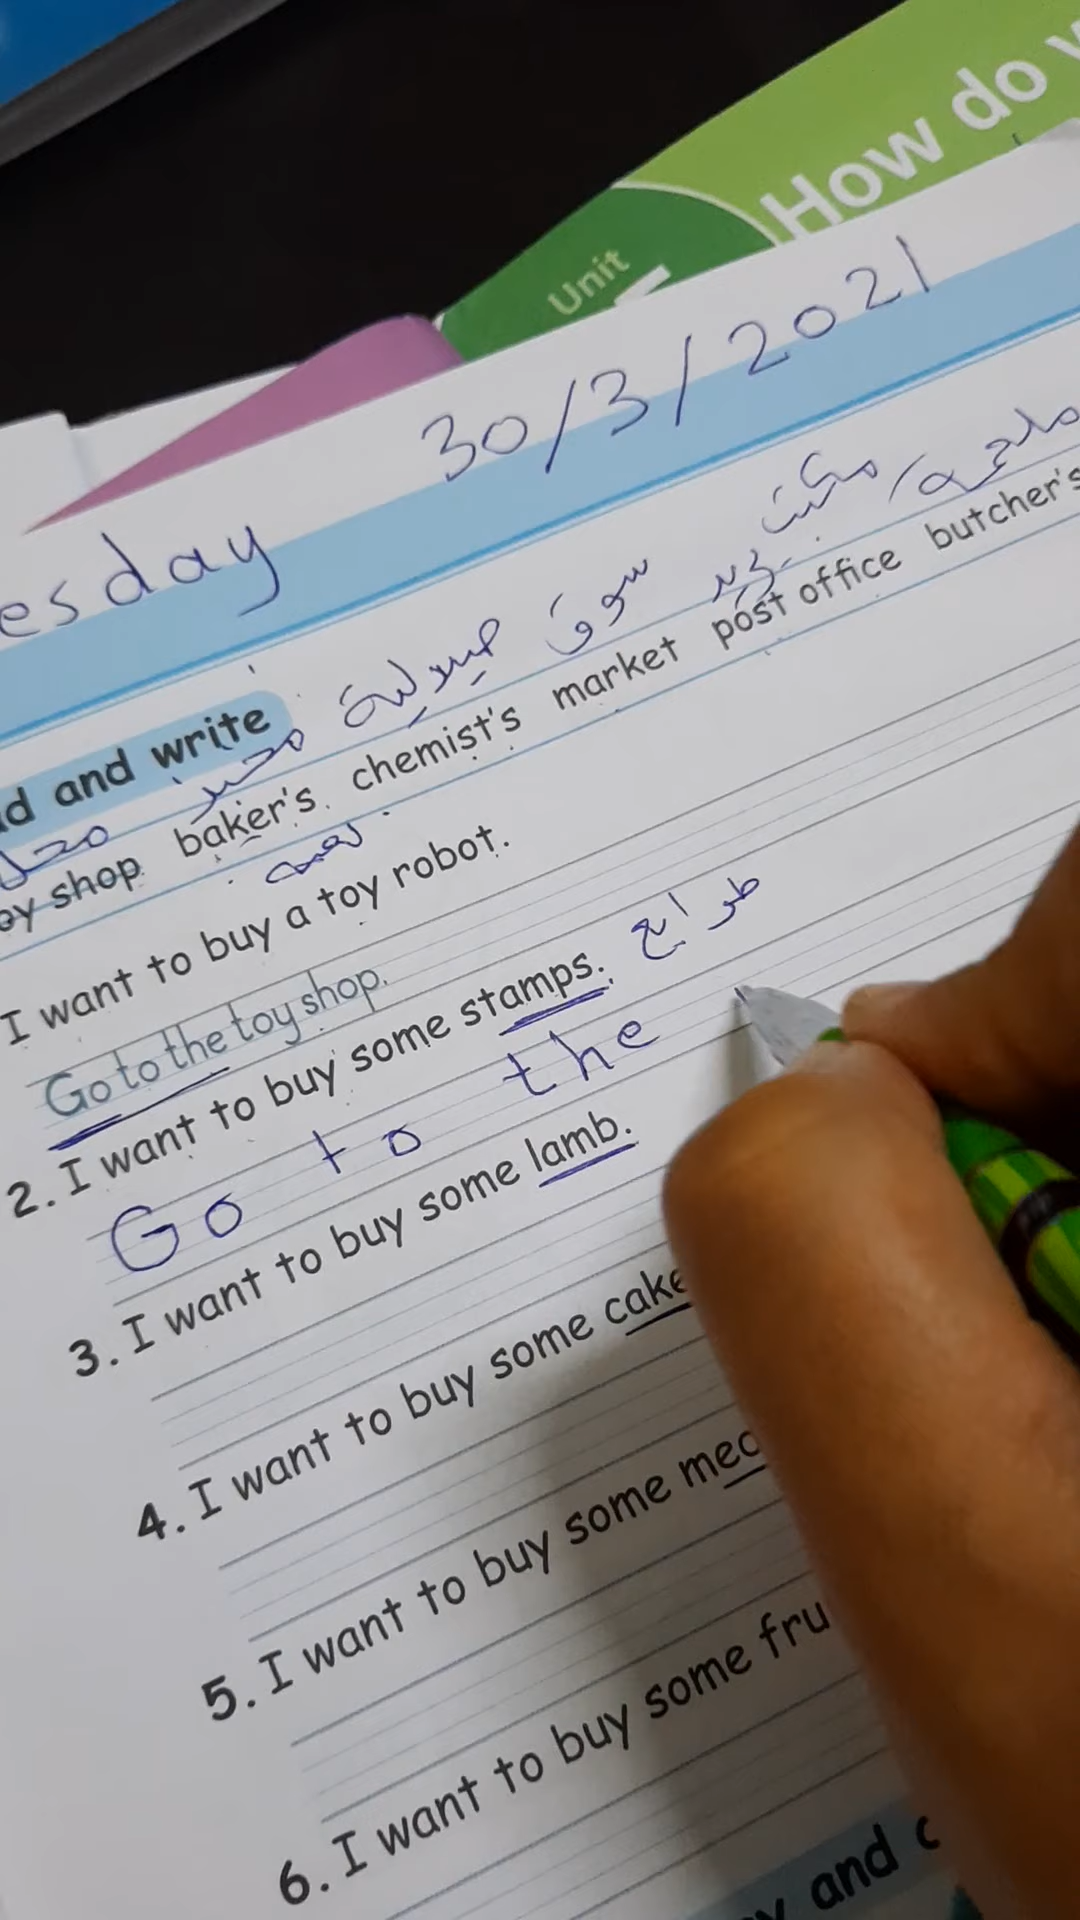 How do
Unit
30/3/2021
esday
صيدلية سوق مكتب
بريد
d and write
oy shop baker's chemist's market post office butcher's
I want to buy a toy robot.
Go to the toy shop.
2. I want to buy some stamps.
Go to the
3. I want to buy some lamb.
4. I want to buy some cake
5. I want to buy some med
6. I want to buy some fru
y and c